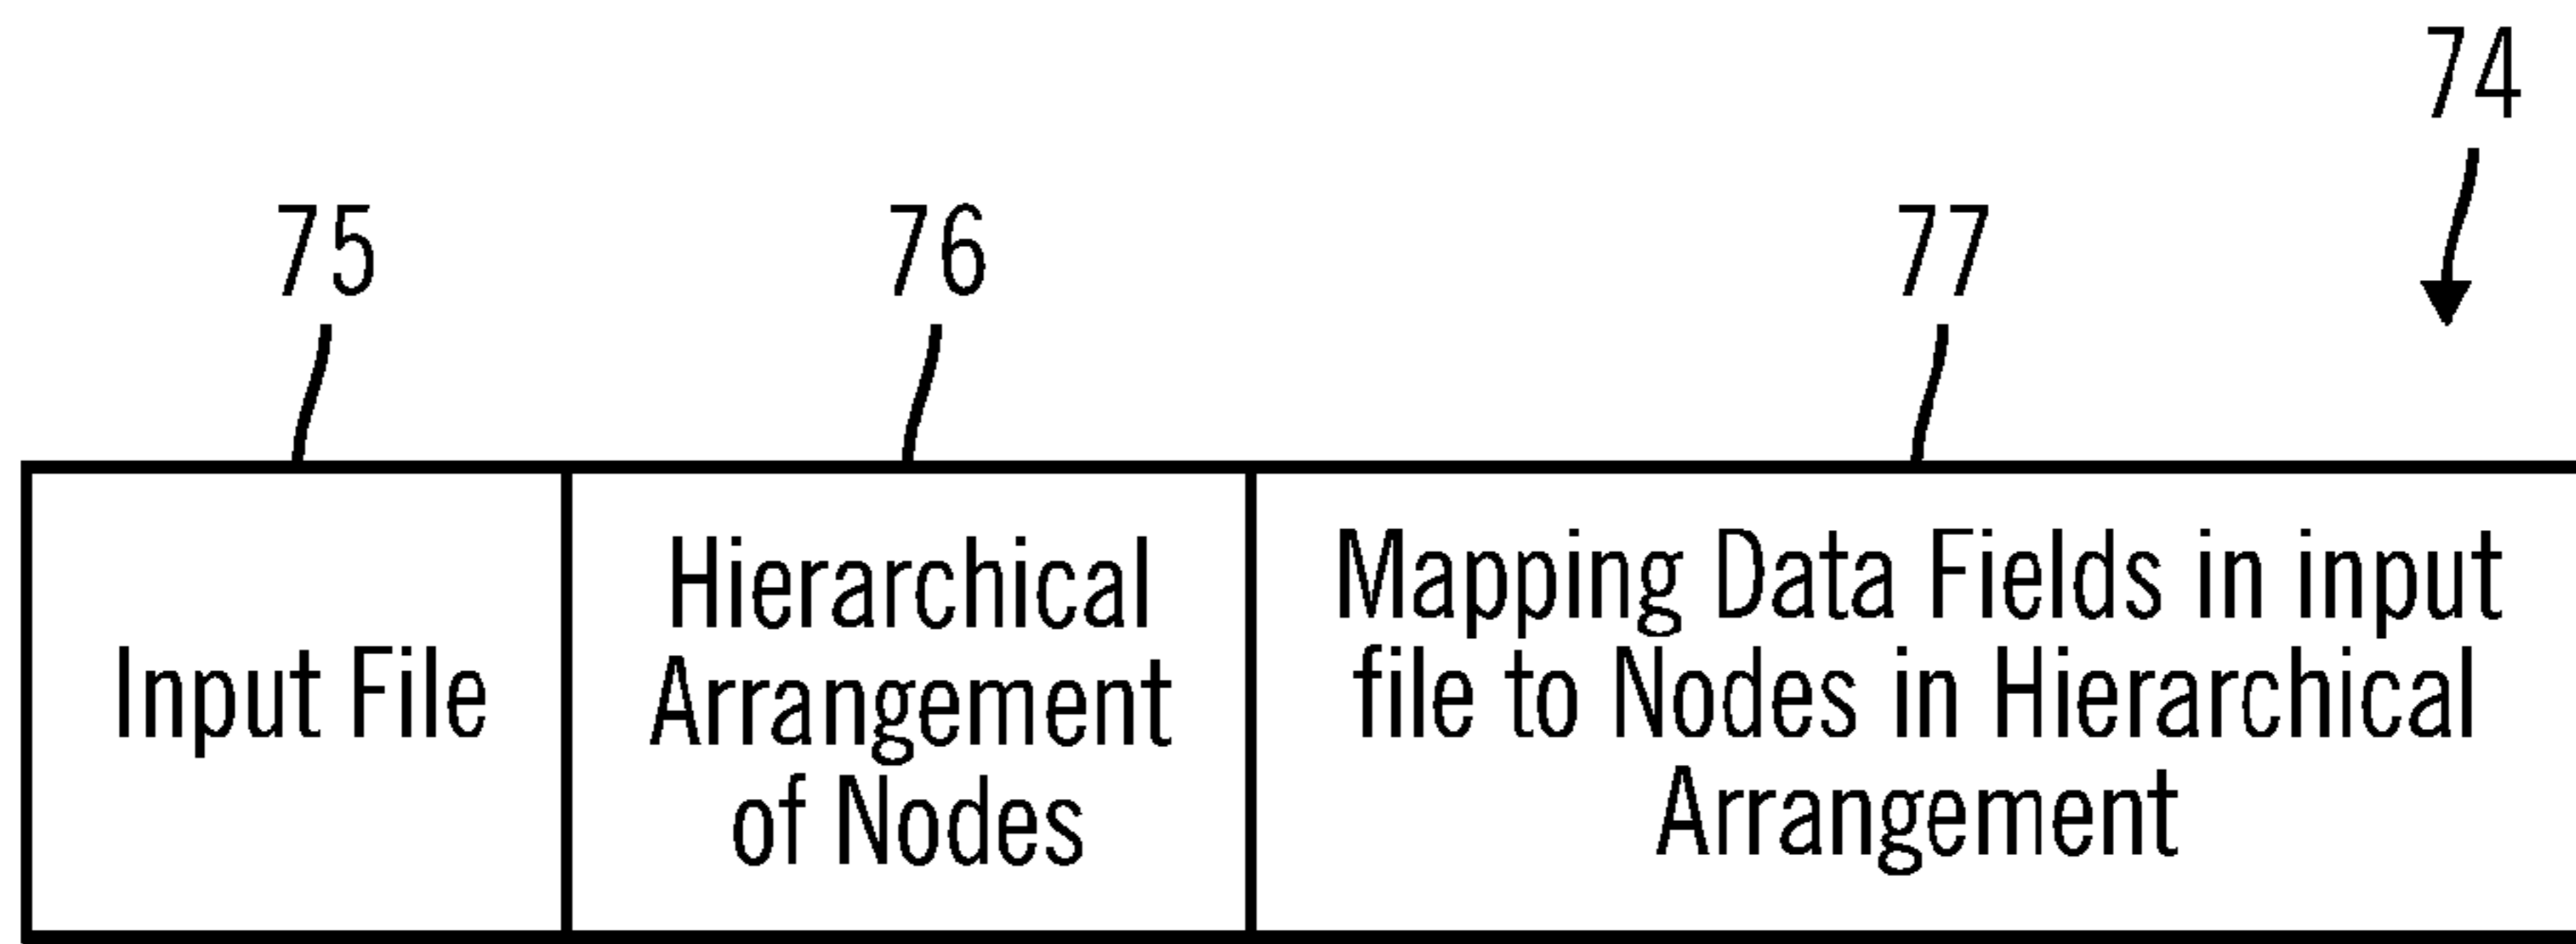 74
75
76
77
Input File
Hierarchical
Arrangement
of Nodes
Mapping Data Fields in input
file to Nodes in Hierarchical
Arrangement